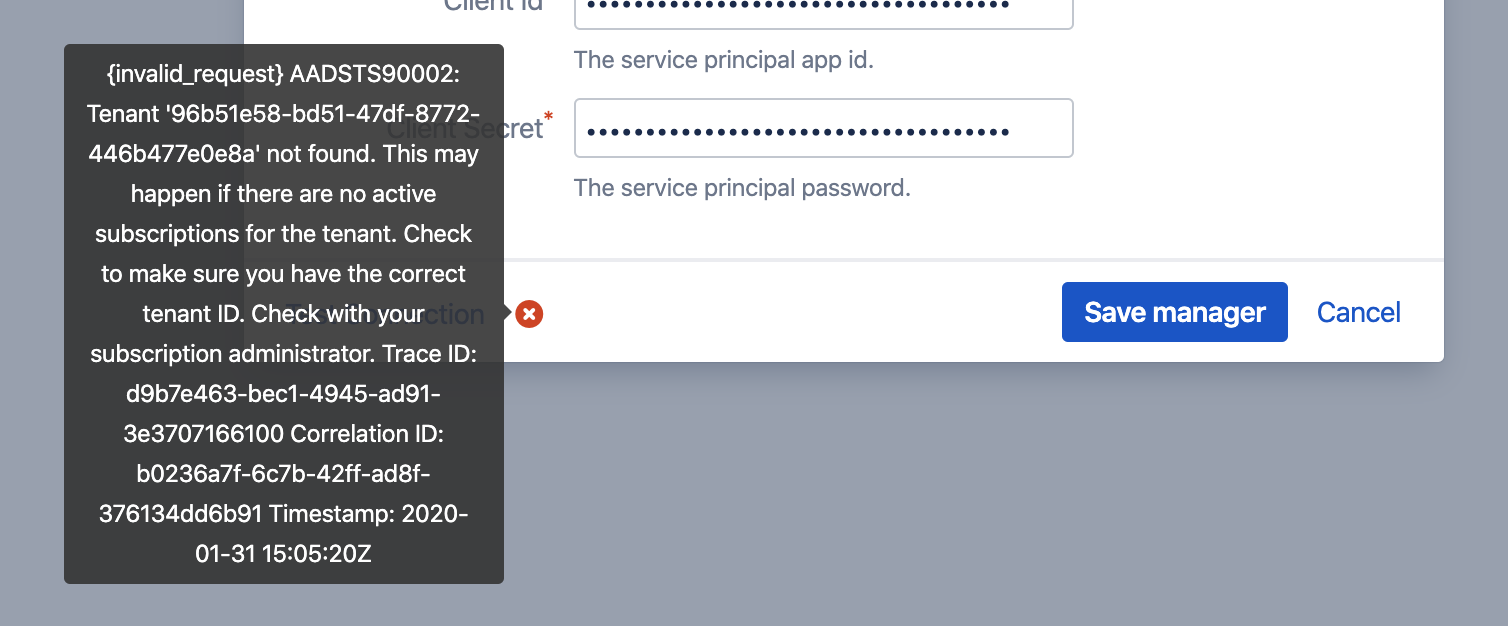 Client Id
The service principal app id.
{invalid_request} AADSTS90002:
Tenant '96b51e58-bd51-47df-8772-
446b477e0e8a' not found. This may
happen if there are no active
subscriptions for the tenant. Check
to make sure you have the correct
tenant ID. Check with your
subscription administrator. Trace ID:
d9b7e463-bec1-4945-ad91-
3e3707166100 Correlation ID:
b0236a7f-6c7b-42ff-ad8f-
376134dd6b91 Timestamp: 2020-
01-31 15:05:20Z
Client Secret*
The service principal password.
Test connection
Save manager
Cancel